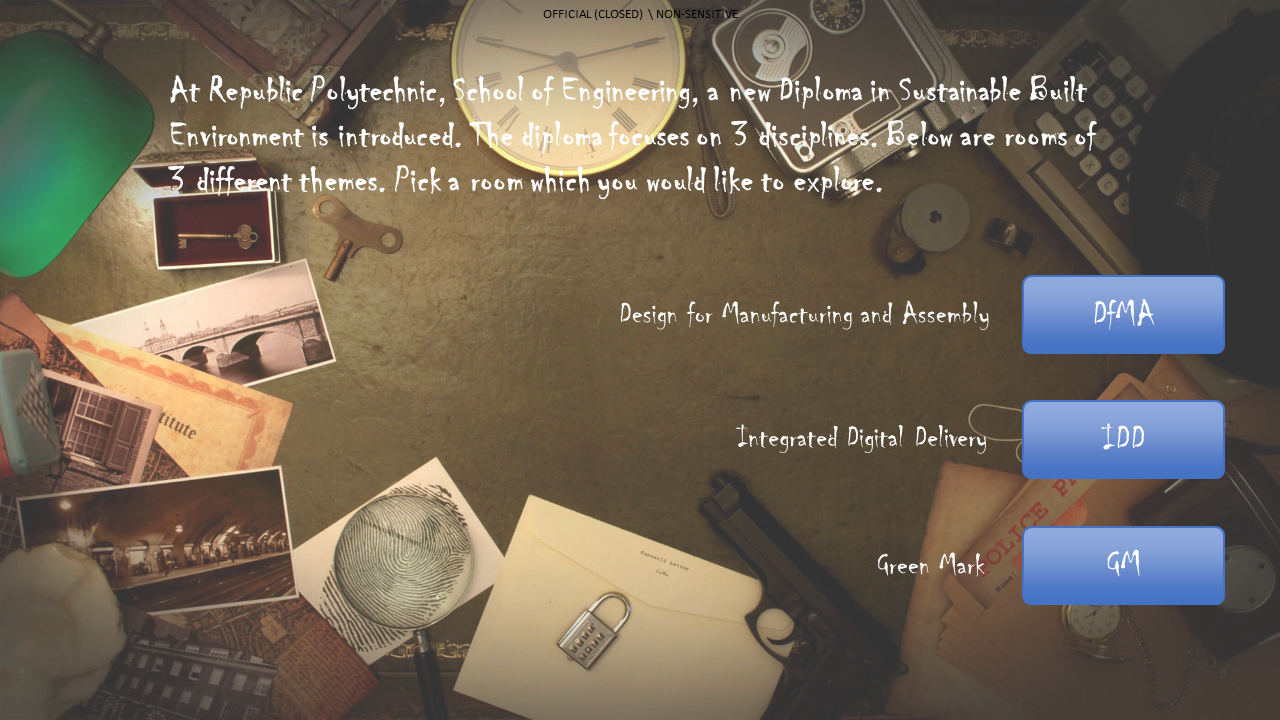 OFFICIAL (CLOSED) \ NON-SENSITIVE
At Republic Polytechnic, School of Engineering, a new Diploma in Sustainable Built
Environment is introduced. The diploma focuses on 3 disciplines. Below are rooms of
3 different themes. Pick a room which you would like to explore.
Design for Manufacturing and Assembly
DfMA
Integrated Digital Delivery
IDD
titute
POLICE
Green Mark
GM